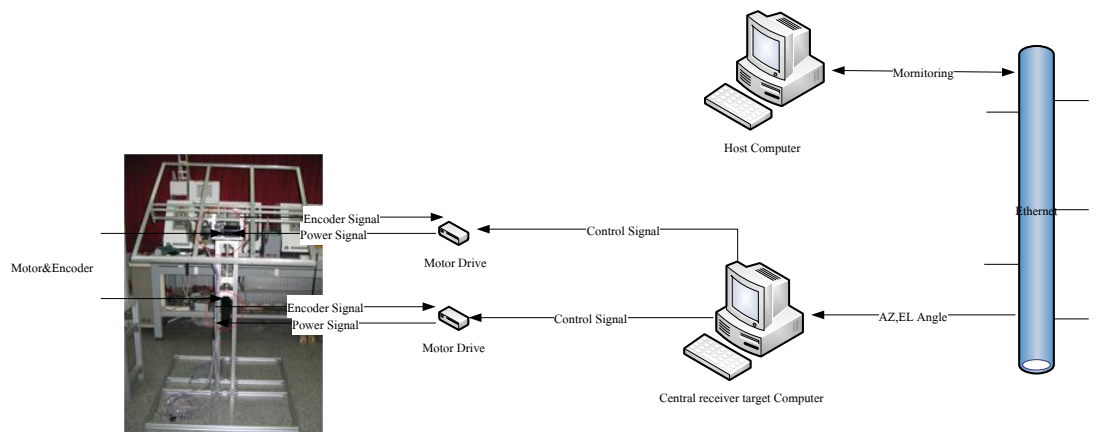 Mornitoring
Host Computer
Ethernet
Encoder Signal
Power Signal
Control Signal
Motor Drive
Motor&Encoder
Encoder Signal
Power Signal
Control Signal
AZ,EL Angle
Motor Drive
Central receiver target Computer